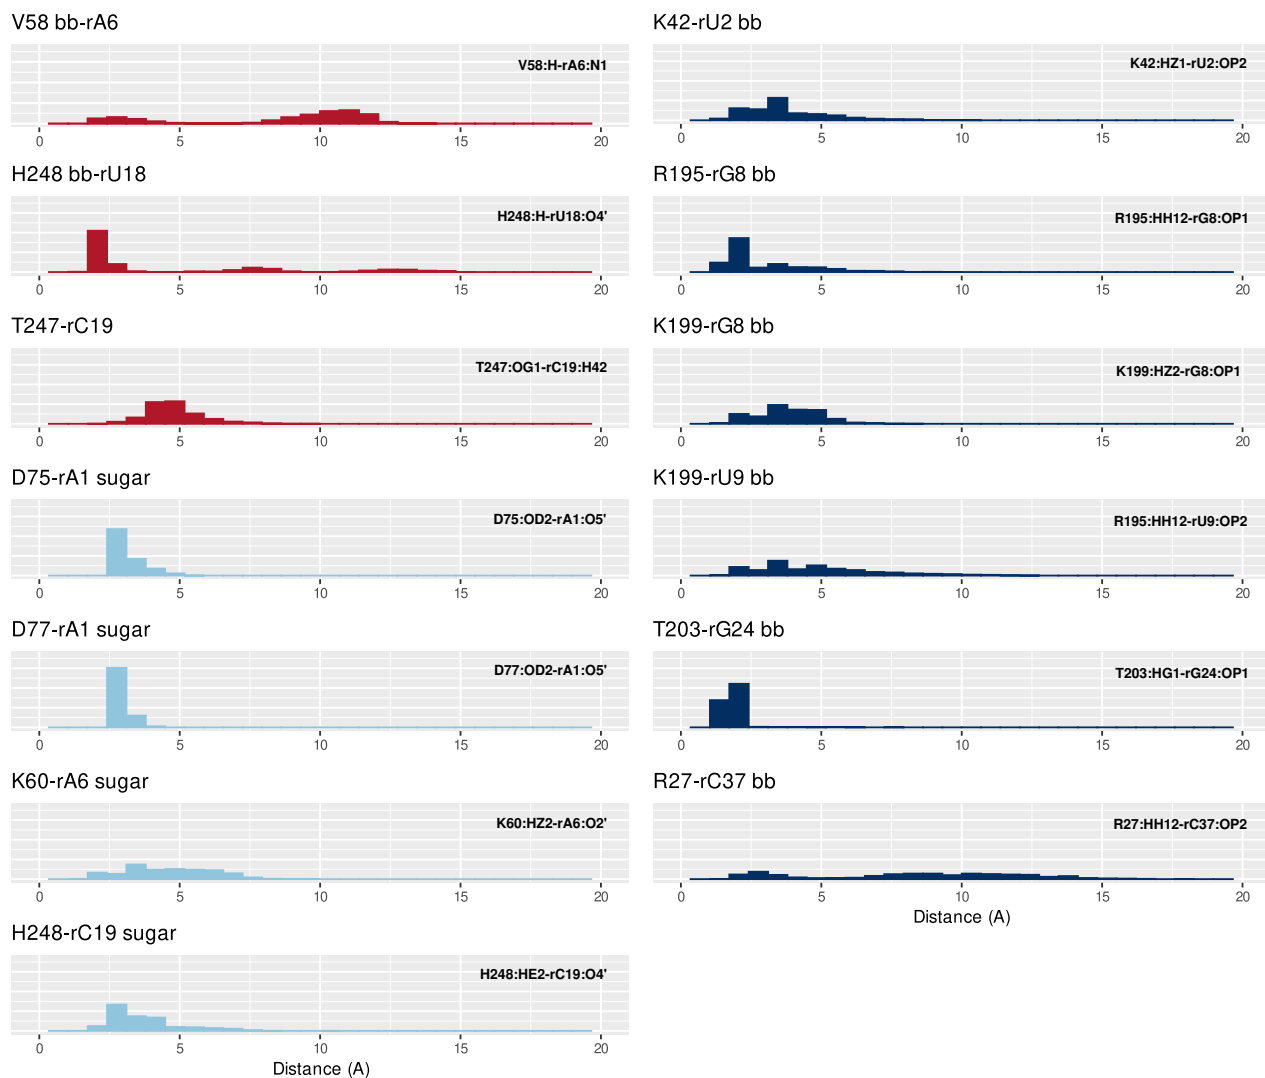 V58 bb-rA6
V58:H-rA6:N1
0 5 10 15 20
H248 bb-rU18
H248:H-rU18:O4'
0 5 10 15 20
T247-rC19
T247:OG1-rC19:H42
0 5 10 15 20
D75-rA1 sugar
D75:OD2-rA1:O5'
0 5 10 15 20
D77-rA1 sugar
D77:OD2-rA1:O5'
0 5 10 15 20
K60-rA6 sugar
K60:HZ2-rA6:O2'
0 5 10 15 20
H248-rC19 sugar
H248:HE2-rC19:O4'
0 5 10 15 20
Distance (A)
K42-rU2 bb
K42:HZ1-rU2:OP2
0 5 10 15 20
R195-rG8 bb
R195:HH12-rG8:OP1
0 5 10 15 20
K199-rG8 bb
K199:HZ2-rG8:OP1
0 5 10 15 20
K199-rU9 bb
R195:HH12-rU9:OP2
0 5 10 15 20
T203-rG24 bb
T203:HG1-rG24:OP1
0 5 10 15 20
R27-rC37 bb
R27:HH12-rC37:OP2
0 5 10 15 20
Distance (A)